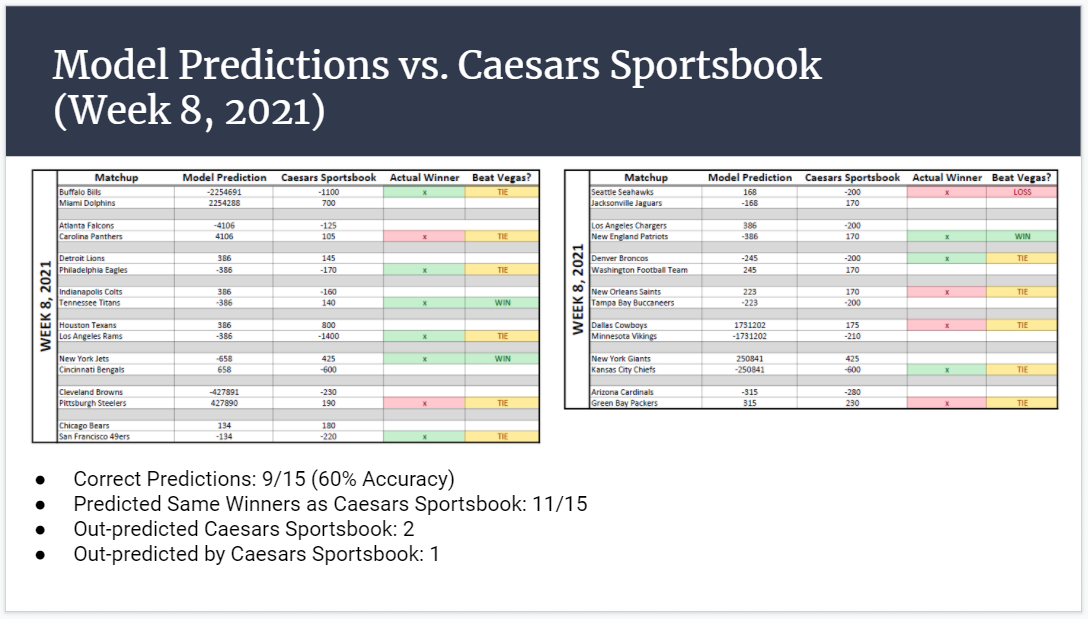 Model Predictions vs. Caesars Sportsbook
(Week 8, 2021)
WEEK 8, 2021
Matchup Model Prediction Caesars Sportsbook Actual Winner Beat Vegas?
Buffalo Bills -2254691 -1100 x TIE
Miami Dolphins 2254288 700
Atlanta Falcons -4106 -125
Carolina Panthers 4106 105 x TIE
Detroit Lions 386 145
Philadelphia Eagles -386 -170 x TIE
Indianapolis Colts 386 -160
Tennessee Titans -386 140 x WIN
Houston Texans 386 800
Los Angeles Rams -386 -1400 x TIE
New York Jets -658 425 x WIN
Cincinnati Bengals 658 -600
Cleveland Browns -427891 -230
Pittsburgh Steelers 427890 190 x TIE
Chicago Bears 134 180
San Francisco 49ers -134 -220 x TIE
WEEK 8, 2021
Matchup Model Prediction Caesars Sportsbook Actual Winner Beat Vegas?
Seattle Seahawks 168 -200 x LOSS
Jacksonville Jaguars -168 170
Los Angeles Chargers 386 -200
New England Patriots -386 170 x WIN
Denver Broncos -245 -200 x TIE
Washington Football Team 245 170
New Orleans Saints 223 170 x TIE
Tampa Bay Buccaneers -223 -200
Dallas Cowboys 1731202 175 x TIE
Minnesota Vikings -1731202 -210
New York Giants 250841 425
Kansas City Chiefs -250841 -600 x TIE
Arizona Cardinals -315 -280
Green Bay Packers 315 230 x TIE
● Correct Predictions: 9/15 (60% Accuracy)
● Predicted Same Winners as Caesars Sportsbook: 11/15
● Out-predicted Caesars Sportsbook: 2
● Out-predicted by Caesars Sportsbook: 1